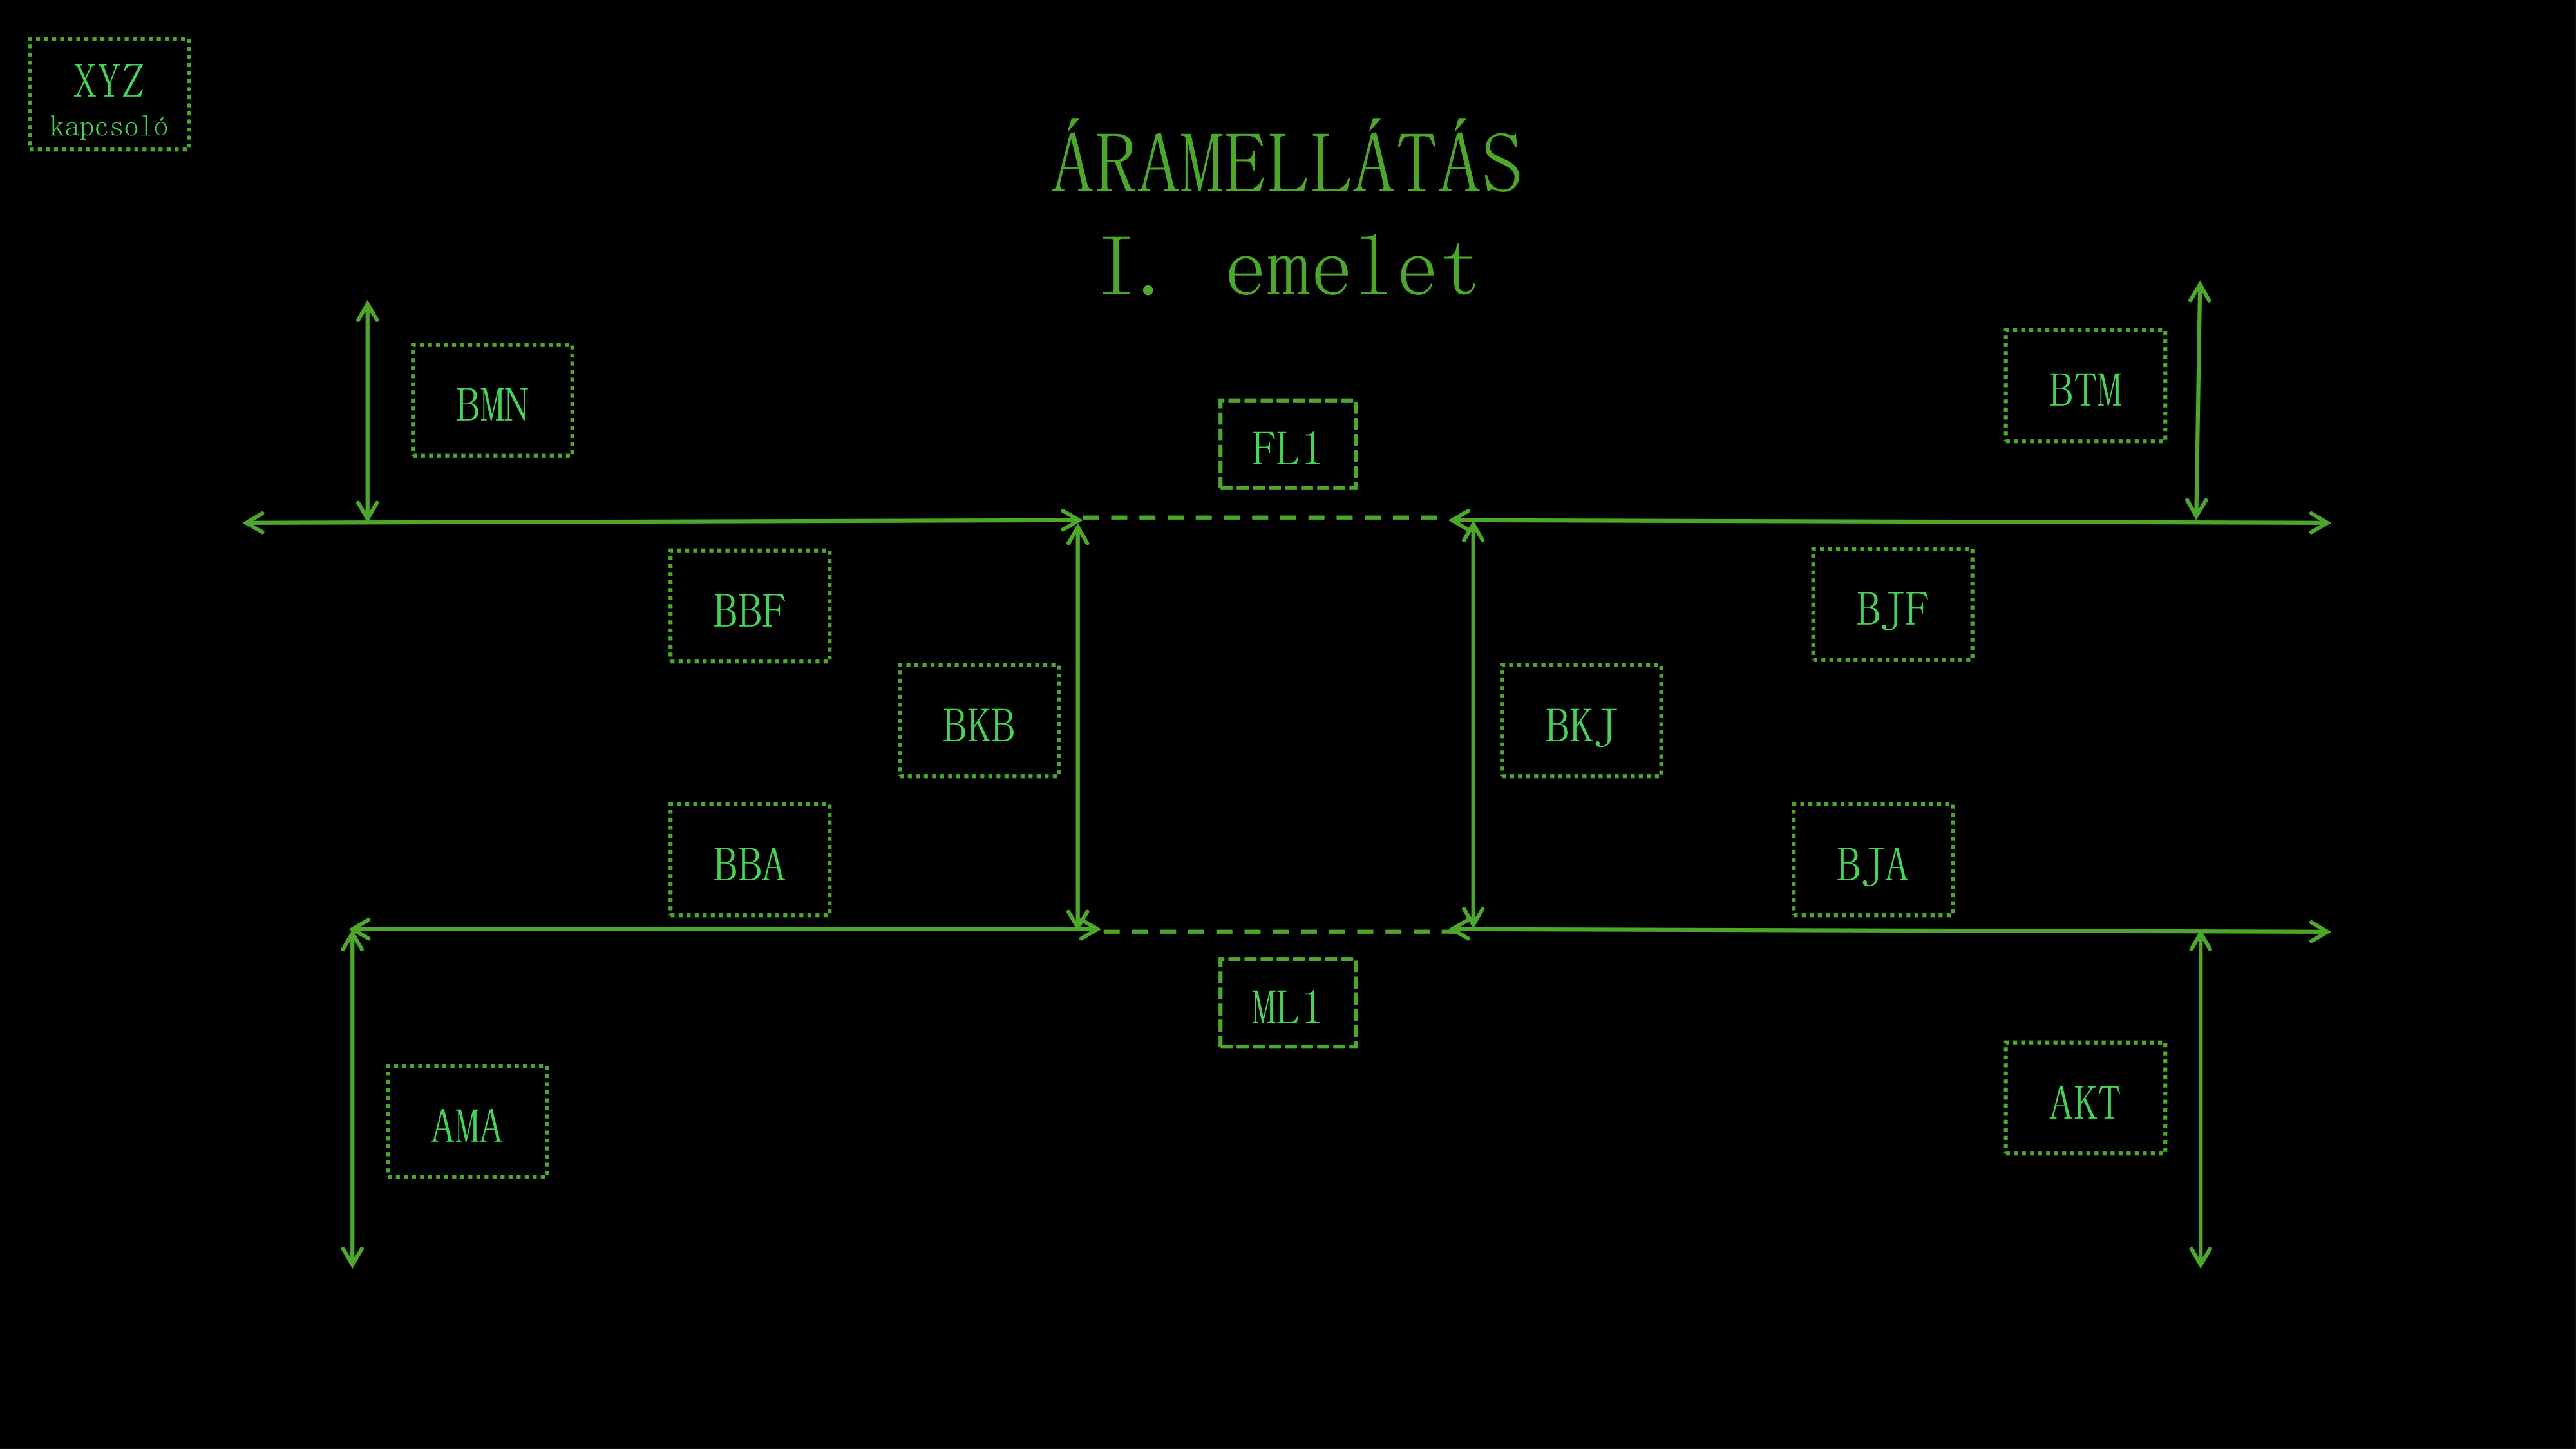 XYZ
kapcsoló
ÁRAMELLÁTÁS
I. emelet
BMN
BTM
FL1
BBF
BJF
BKB
BKJ
BBA
BJA
ML1
AMA
AKT